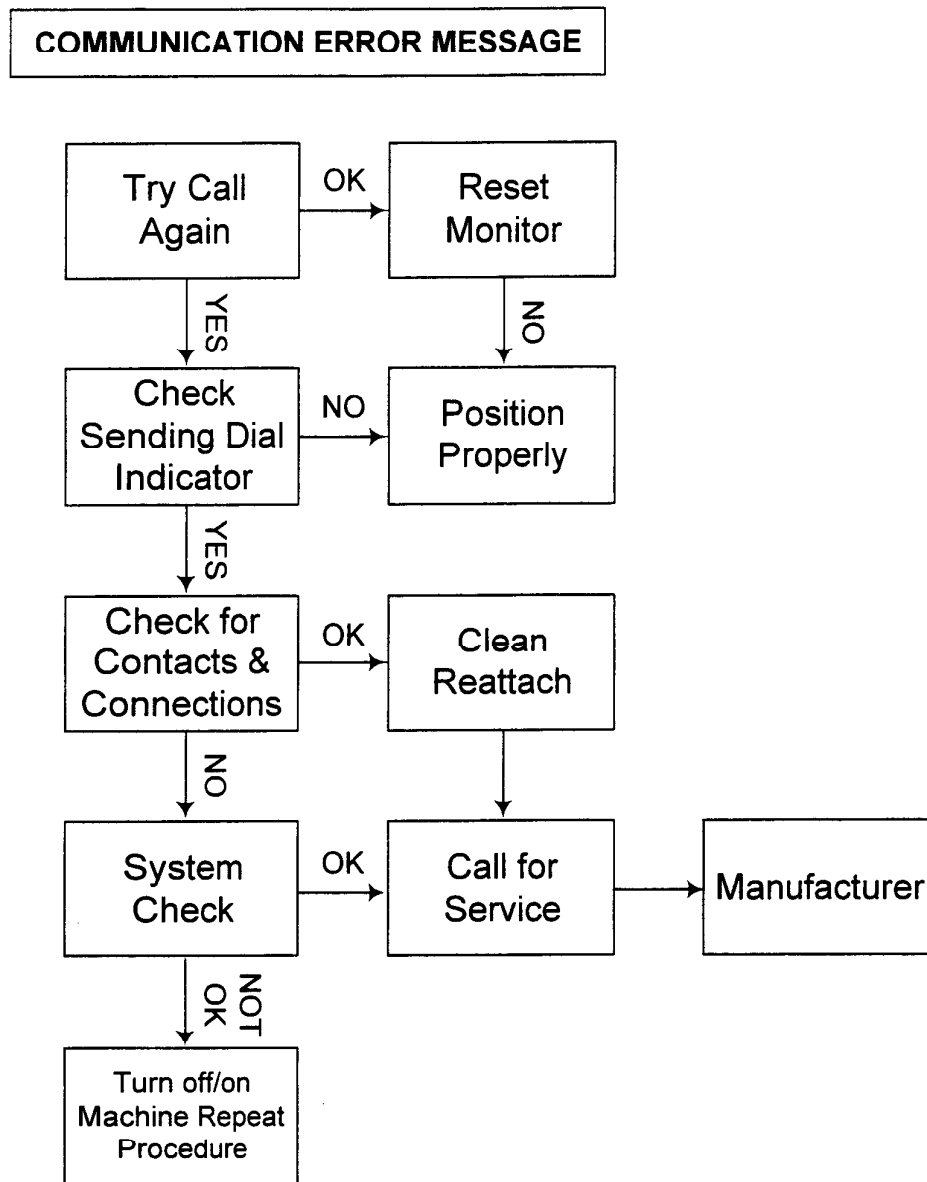 COMMUNICATION ERROR MESSAGE
Try Call
Again
OK
Reset
Monitor
YES
NO
Check
Sending Dial
Indicator
NO
Position
Properly
YES
Check for
Contacts &
Connections
OK
Clean
Reattach
NO
System
Check
OK
Call for
Service
Manufacturer
NOT
OK
Turn off/on
Machine Repeat
Procedure